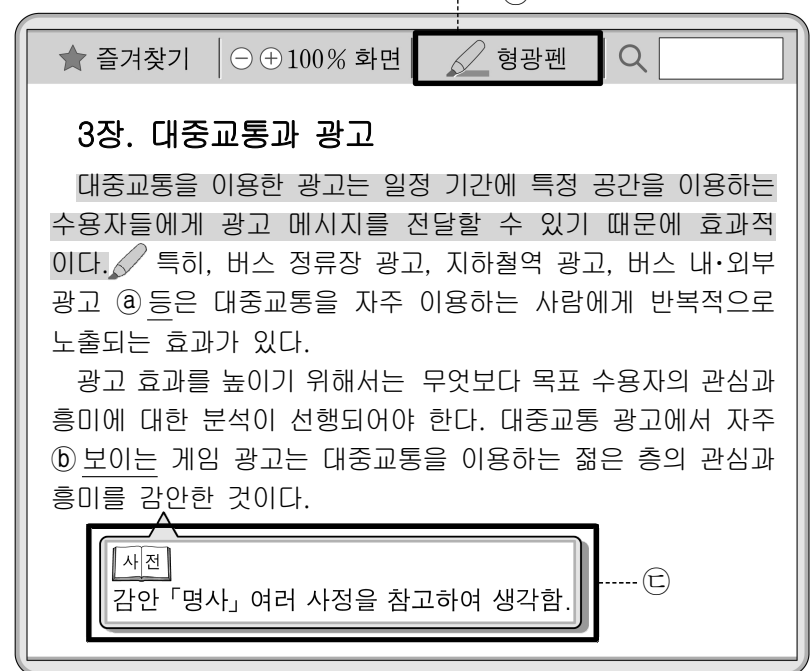 ★ 즐겨찾기 ⊖⊕100% 화면 형광펜
3장. 대중교통과 광고
대중교통을 이용한 광고는 일정 기간에 특정 공간을 이용하는
수용자들에게 광고 메시지를 전달할 수 있기 때문에 효과적
이다. 특히, 버스 정류장 광고, 지하철역 광고, 버스 내·외부
광고 ⓐ 등은 대중교통을 자주 이용하는 사람에게 반복적으로
노출되는 효과가 있다.
광고 효과를 높이기 위해서는 무엇보다 목표 수용자의 관심과
흥미에 대한 분석이 선행되어야 한다. 대중교통 광고에서 자주
ⓑ 보이는 게임 광고는 대중교통을 이용하는 젊은 층의 관심과
흥미를 감안한 것이다.
사전
감안「명사」여러 사정을 참고하여 생각함.
㉢